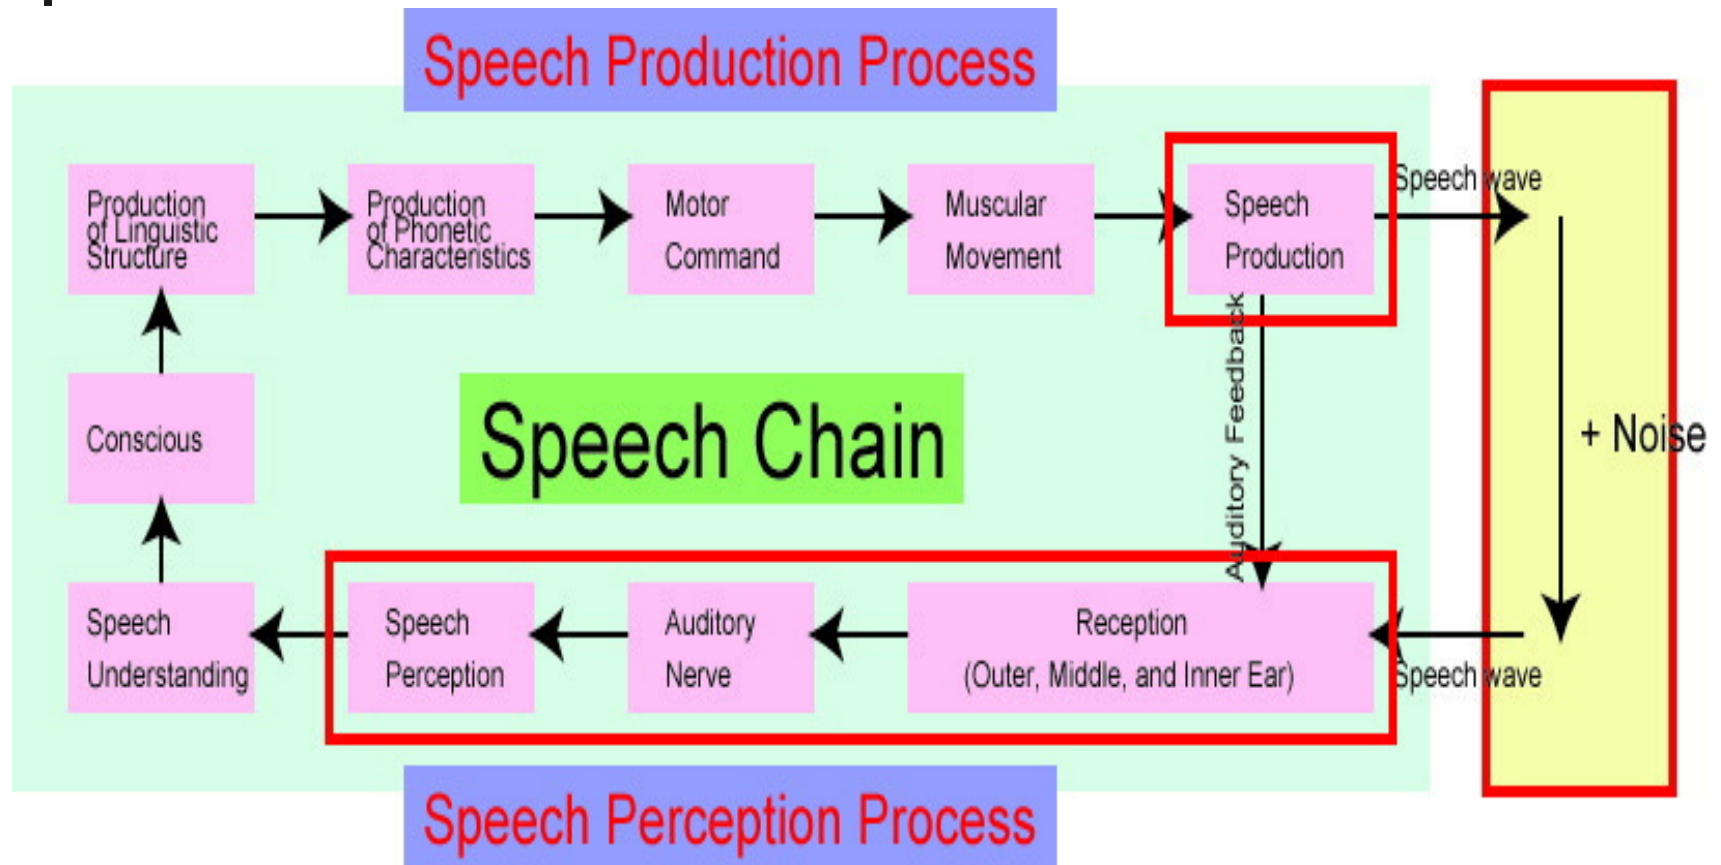 Speech Production Process
Production
of Linguistic
Structure
Production
of Phonetic
Characteristics
Motor
Command
Muscular
Movement
Speech
Production
Speech wave
Conscious
Speech Chain
Auditory Feedback
+ Noise
Speech
Understanding
Speech
Perception
Auditory
Nerve
Reception
(Outer, Middle, and Inner Ear)
Speech wave
Speech Perception Process